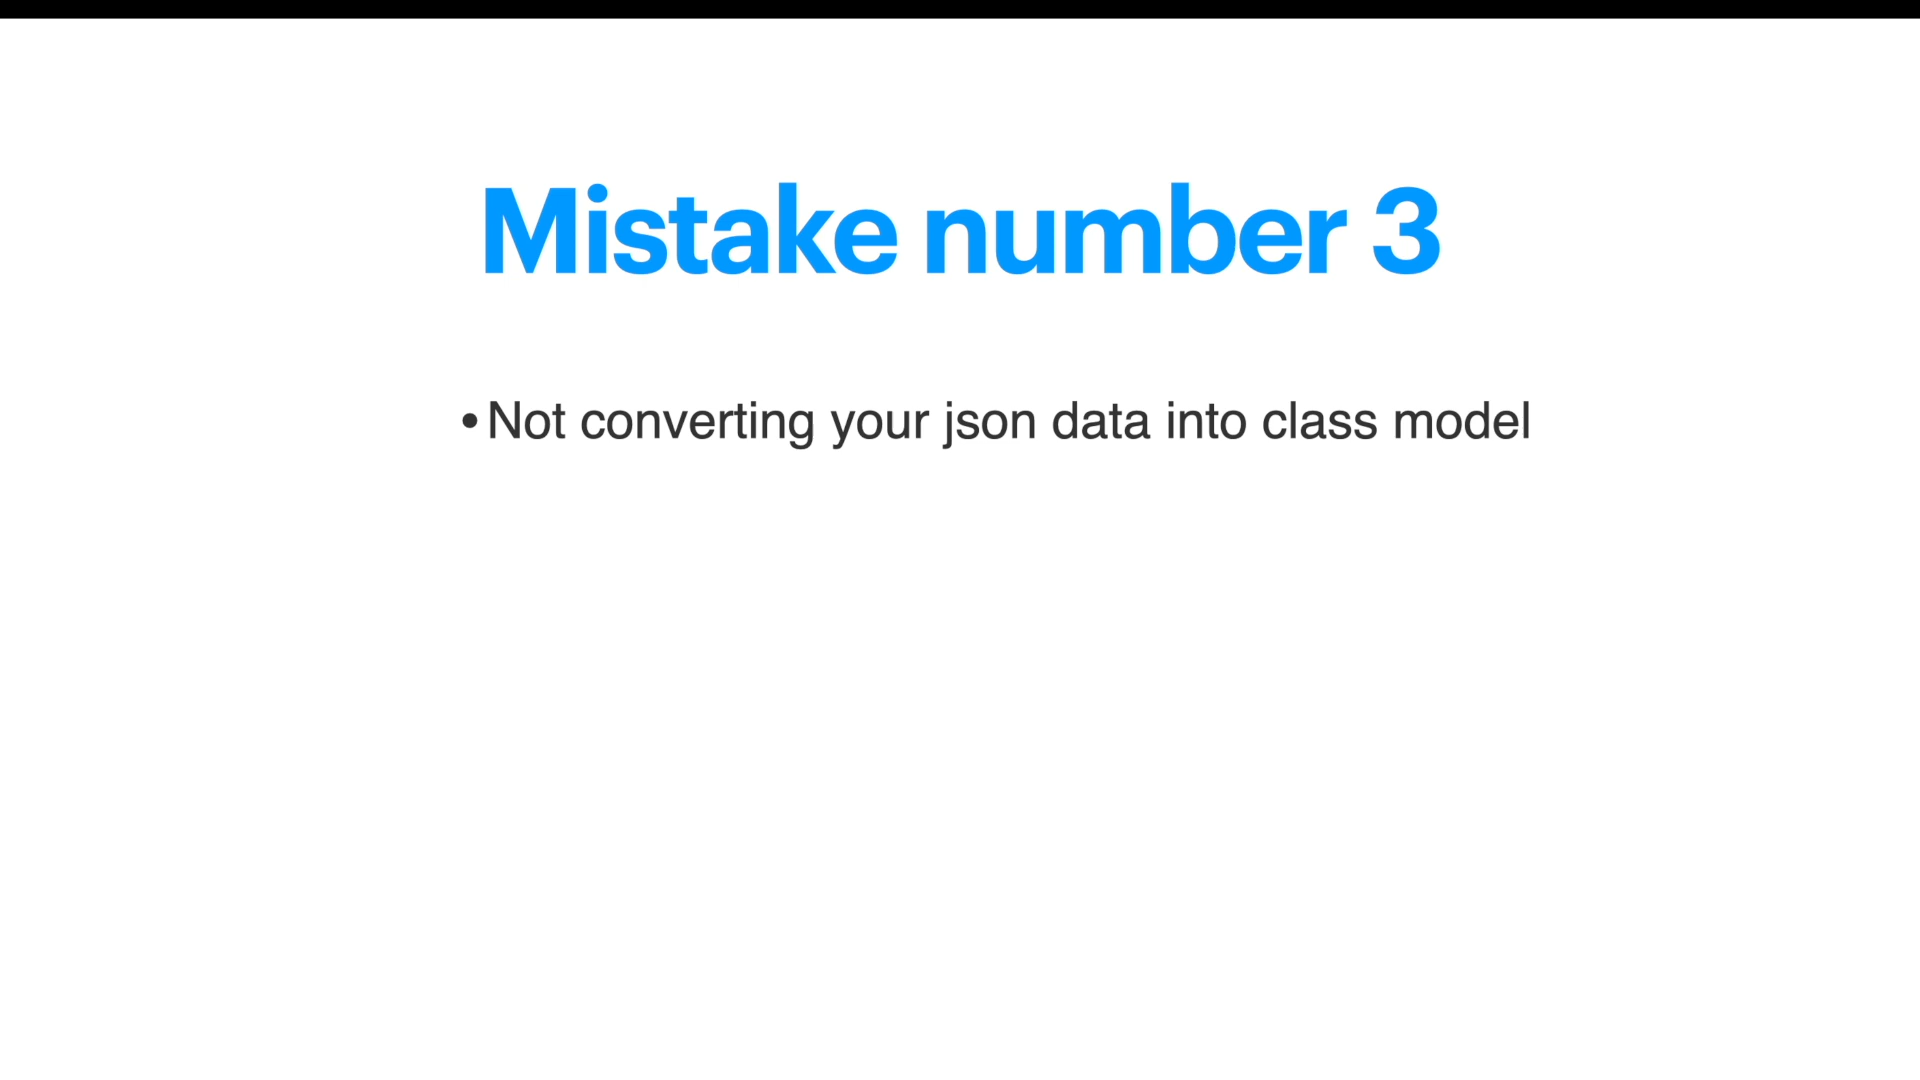 Mistake number 3
• Not converting your json data into class model